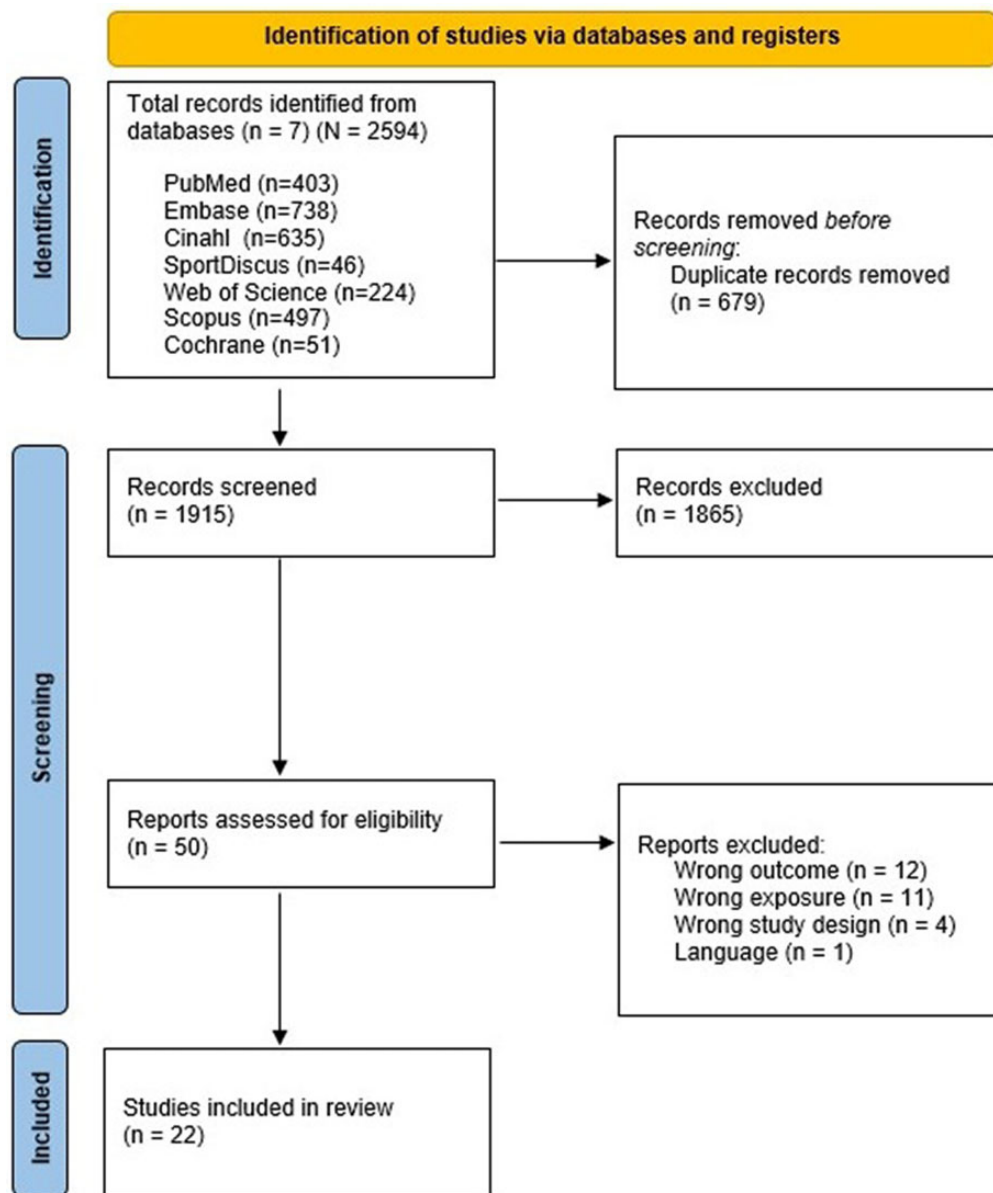 Identification of studies via databases and registers
Identification
Total records identified from
databases (n = 7) (N = 2594)
PubMed (n=403)
Embase (n=738)
Cinahl (n=635)
SportDiscus (n=46)
Web of Science (n=224)
Scopus (n=497)
Cochrane (n=51)
Records removed before
screening:
Duplicate records removed
(n = 679)
Screening
Records screened
(n = 1915)
Records excluded
(n = 1865)
Reports assessed for eligibility
(n = 50)
Reports excluded:
Wrong outcome (n = 12)
Wrong exposure (n = 11)
Wrong study design (n = 4)
Language (n = 1)
Included
Studies included in review
(n = 22)